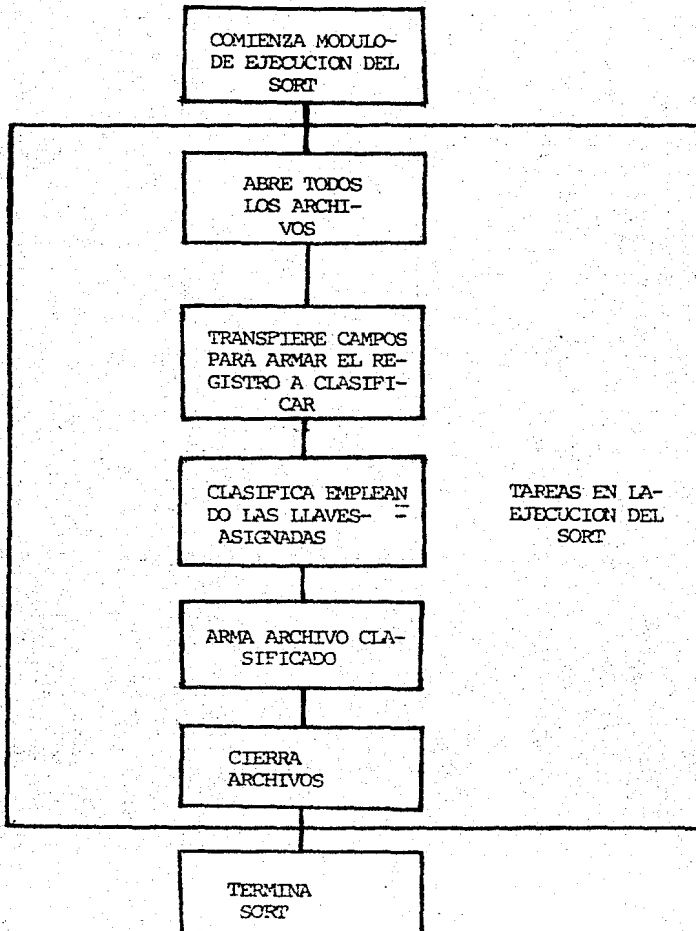 COMIENZA MODULO-
DE EJECUCION DEL
SORT
ABRE TODOS
LOS ARCHI-
VOS
TRANSFIERE CAMPOS
PARA ARMAR EL RE-
GISTRO A CLASIFI-
CAR
CLASIFICA EMPLEAN
DO LAS LLAVES-
ASIGNADAS
TAREAS EN LA-
EJECUCION DEL
SORT
ARMA ARCHIVO CLA-
SIFICADO
CIERRA
ARCHIVOS
TERMINA
SORT